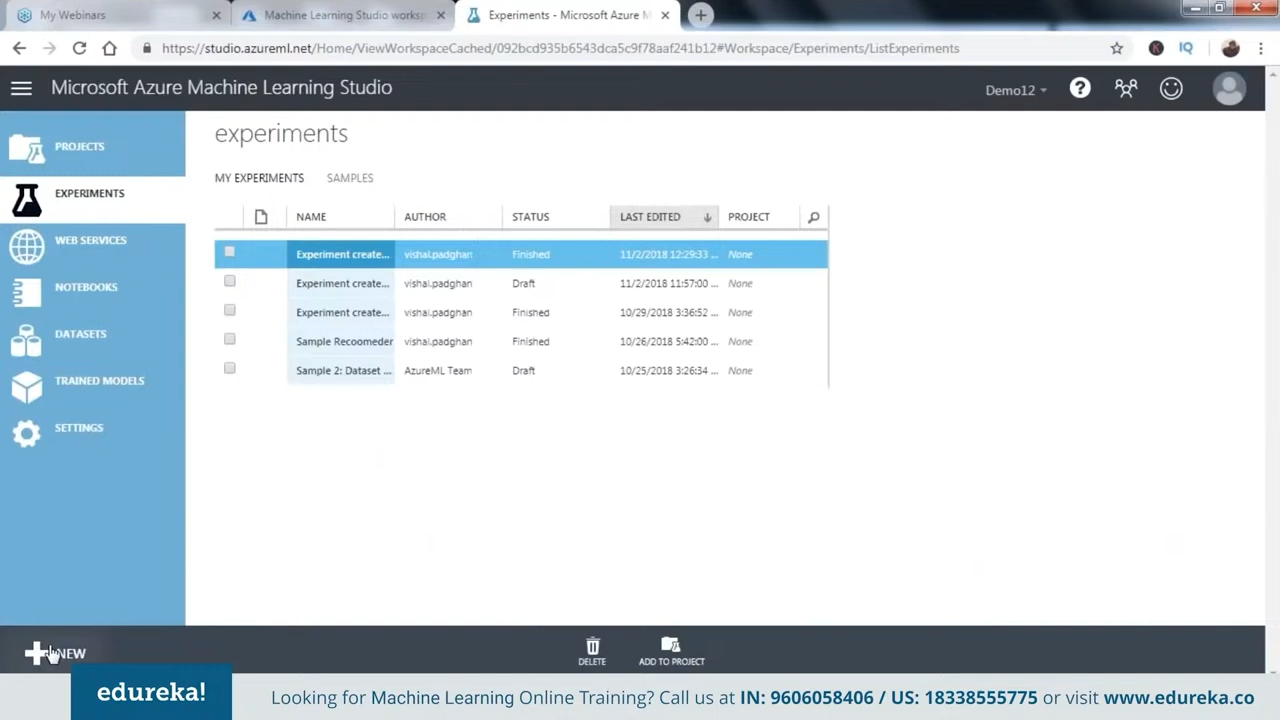 My Webinars
Machine Learning Studio works
Experiments - Microsoft Azure M
https://studio.azureml.net/Home/ViewWorkspaceCached/092bcd935b6543dca5c9f78aaf241b12#Workspace/Experiments/ListExperiments
IQ
Microsoft Azure Machine Learning Studio
Demo12
PROJECTS
EXPERIMENTS
WEB SERVICES
NOTEBOOKS
DATASETS
TRAINED MODELS
SETTINGS
experiments
MY EXPERIMENTS SAMPLES
NAME AUTHOR STATUS LAST EDITED PROJECT
Experiment create... vishal.padghan Finished 11/2/2018 12:29:33 ... None
Experiment create... vishal.padghan Draft 11/2/2018 11:57:00 ... None
Experiment create... vishal.padghan Finished 10/29/2018 3:36:52 ... None
Sample Recoomeder vishal.padghan Finished 10/26/2018 5:42:00 ... None
Sample 2: Dataset ... AzureML Team Draft 10/25/2018 3:26:34 ... None
NEW
DELETE
ADD TO PROJECT
edureka!
Looking for Machine Learning Online Training? Call us at IN: 9606058406 / US: 18338555775 or visit www.edureka.co